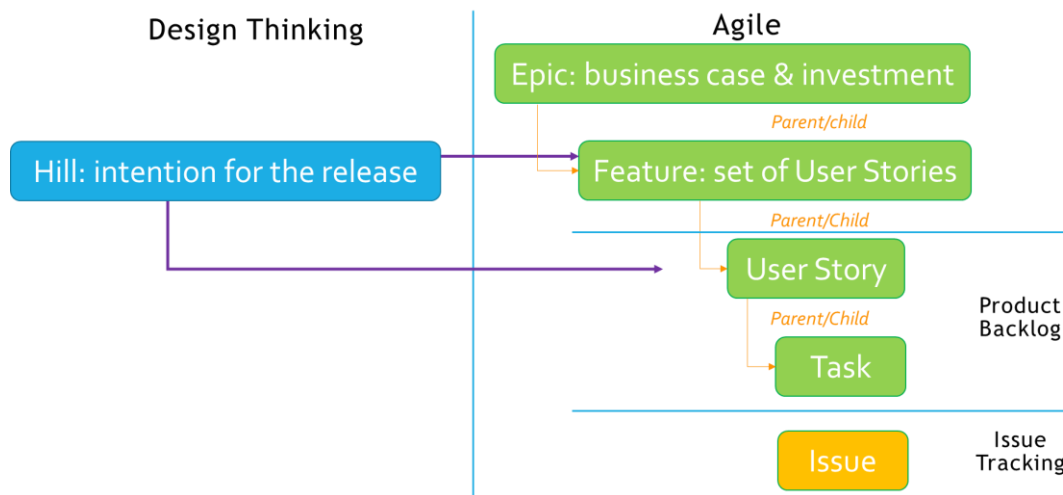 Design Thinking
Agile
Epic: business case & investment
Parent/child
Hill: intention for the release
Feature: set of User Stories
Parent/Child
User Story
Product
Backlog
Parent/Child
Task
Issue
Issue
Tracking